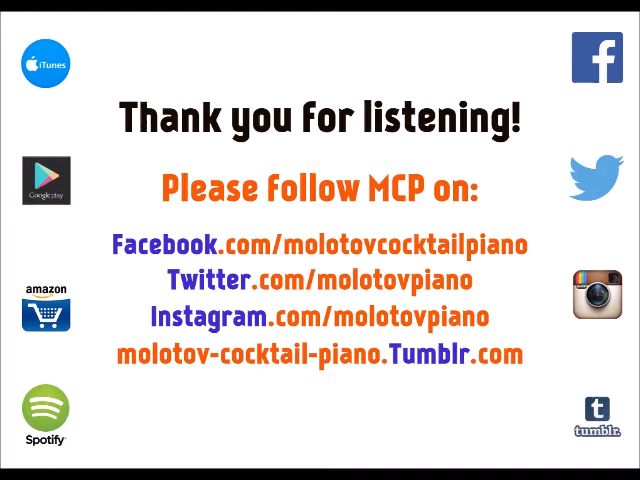 iTunes
Thank you for listening!
Google play
Please follow MCP on:
Facebook.com/molotovcocktailpiano
Twitter.com/molotovpiano
amazon
Instagram.com/molotovpiano
molotov-cocktail-piano.Tumblr.com
Spotify
t
tumblr.